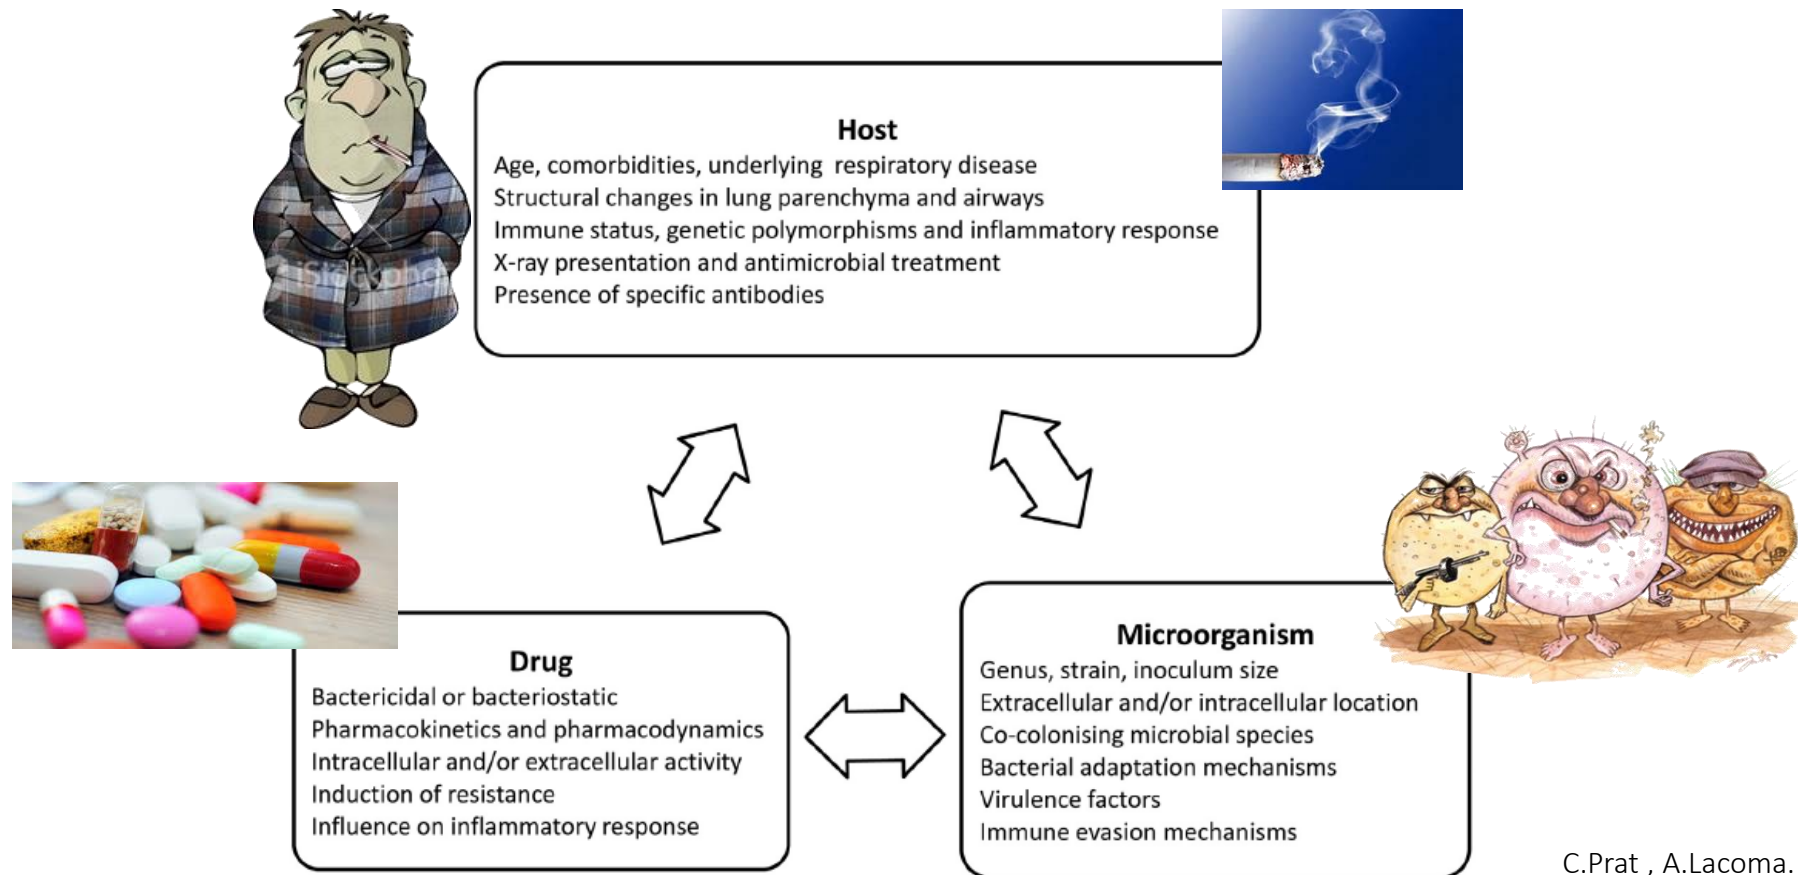 Host
Age, comorbidities, underlying respiratory disease
Structural changes in lung parenchyma and airways
Immune status, genetic polymorphisms and inflammatory response
X-ray presentation and antimicrobial treatment
Presence of specific antibodies
iStockpho
Drug
Bactericidal or bacteriostatic
Pharmacokinetics and pharmacodynamics
Intracellular and/or extracellular activity
Induction of resistance
Influence on inflammatory response
Microorganism
Genus, strain, inoculum size
Extracellular and/or intracellular location
Co-colonising microbial species
Bacterial adaptation mechanisms
Virulence factors
Immune evasion mechanisms
C.Prat , A.Lacoma.